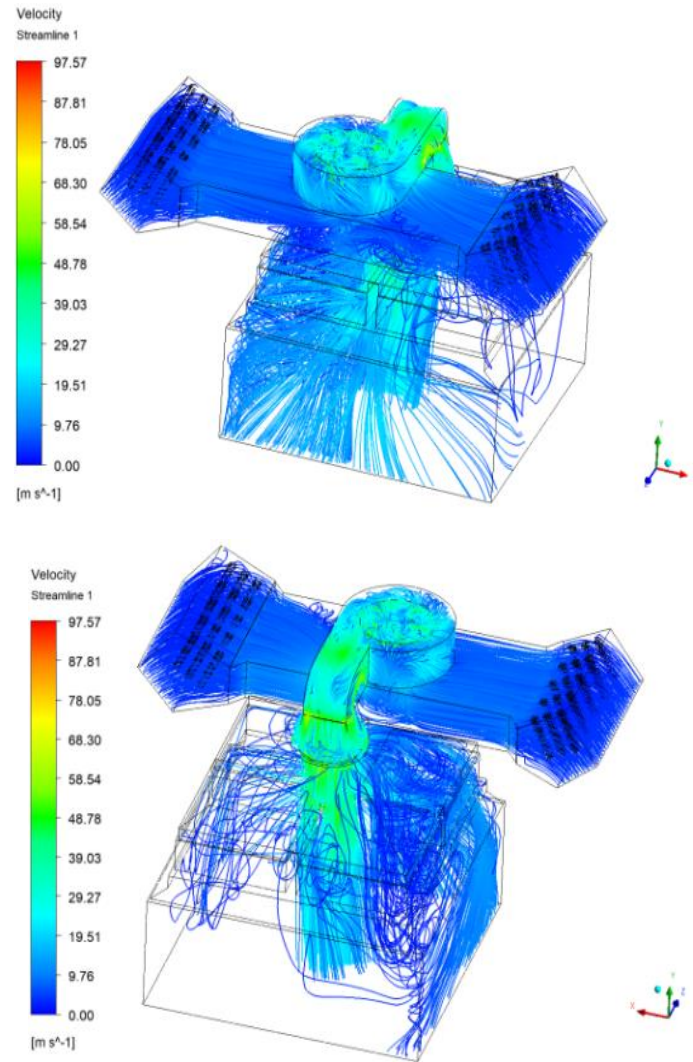 Velocity
Streamline 1
97.57
87.81
78.05
68.30
58.54
48.78
39.03
29.27
19.51
9.76
0.00
[m s^-1]
Y
Velocity
Streamline 1
97.57
87.81
78.05
68.30
58.54
48.78
39.03
29.27
19.51
9.76
0.00
[m s^-1]
Y
Z
X